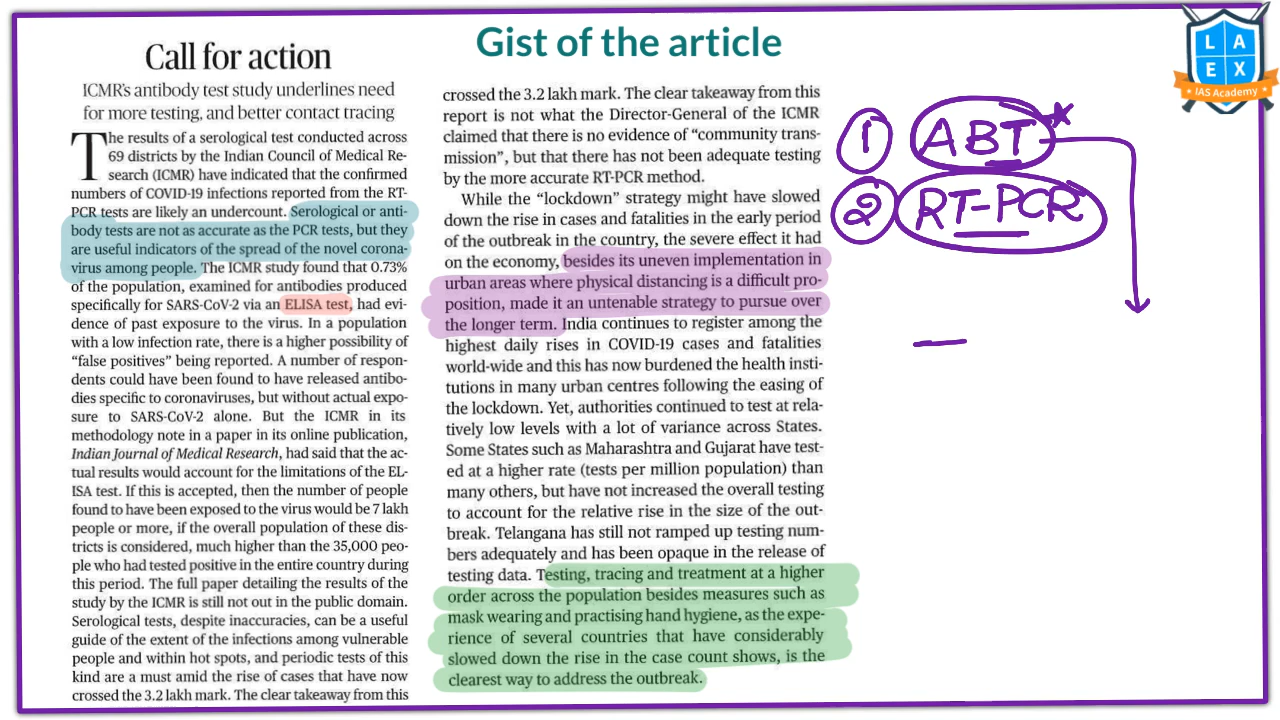 Gist of the article
L A
E X
IAS Academy
Call for action
ICMR's antibody test study underlines need
for more testing, and better contact tracing
The results of a serological test conducted across
69 districts by the Indian Council of Medical Re-
search (ICMR) have indicated that the confirmed
numbers of COVID-19 infections reported from the RT-
PCR tests are likely an undercount. Serological or anti-
body tests are not as accurate as the PCR tests, but they
are useful indicators of the spread of the novel corona-
virus among people. The ICMR study found that 0.73%
of the population, examined for antibodies produced
specifically for SARS-CoV-2 via an ELISA test, had evi-
dence of past exposure to the virus. In a population
with a low infection rate, there is a higher possibility of
“false positives” being reported. A number of respon-
dents could have been found to have released antibo-
dies specific to coronaviruses, but without actual expo-
sure to SARS-CoV-2 alone. But the ICMR in its
methodology note in a paper in its online publication,
Indian Journal of Medical Research, had said that the ac-
tual results would account for the limitations of the EL-
ISA test. If this is accepted, then the number of people
found to have been exposed to the virus would be 7 lakh
people or more, if the overall population of these dis-
tricts is considered, much higher than the 35,000 peo-
ple who had tested positive in the entire country during
this period. The full paper detailing the results of the
study by the ICMR is still not out in the public domain.
Serological tests, despite inaccuracies, can be a useful
guide of the extent of the infections among vulnerable
people and within hot spots, and periodic tests of this
kind are a must amid the rise of cases that have now
crossed the 3.2 lakh mark. The clear takeaway from this
crossed the 3.2 lakh mark. The clear takeaway from this
report is not what the Director-General of the ICMR
claimed that there is no evidence of “community trans-
mission”, but that there has not been adequate testing
by the more accurate RT-PCR method.
While the “lockdown” strategy might have slowed
down the rise in cases and fatalities in the early period
of the outbreak in the country, the severe effect it had
on the economy, besides its uneven implementation in
urban areas where physical distancing is a difficult pro-
position, made it an untenable strategy to pursue over
the longer term. India continues to register among the
highest daily rises in COVID-19 cases and fatalities
world-wide and this has now burdened the health insti-
tutions in many urban centres following the easing of
the lockdown. Yet, authorities continued to test at rela-
tively low levels with a lot of variance across States.
Some States such as Maharashtra and Gujarat have test-
ed at a higher rate (tests per million population) than
many others, but have not increased the overall testing
to account for the relative rise in the size of the out-
break. Telangana has still not ramped up testing num-
bers adequately and has been opaque in the release of
testing data. Testing, tracing and treatment at a higher
order across the population besides measures such as
mask wearing and practising hand hygiene, as the expe-
rience of several countries that have considerably
slowed down the rise in the case count shows, is the
clearest way to address the outbreak.
1 ABT
2 RT-PCR